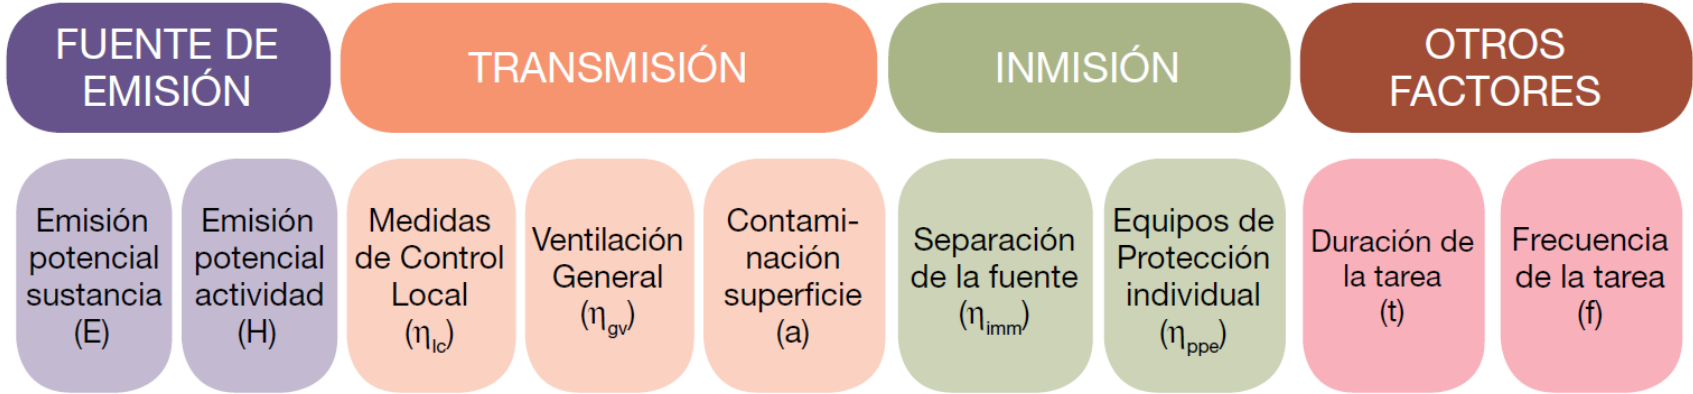 FUENTE DE
EMISIÓN
TRANSMISIÓN
INMISIÓN
OTROS
FACTORES
Emisión
potencial
sustancia
(E)
Emisión
potencial
actividad
(H)
Medidas
de Control
Local
(ηlc)
Ventilación
General
(ηgv)
Contami-
nación
superficie
(a)
Separación
de la fuente
(ηimm)
Equipos de
Protección
individual
(ηppe)
Duración de
la tarea
(t)
Frecuencia
de la tarea
(f)